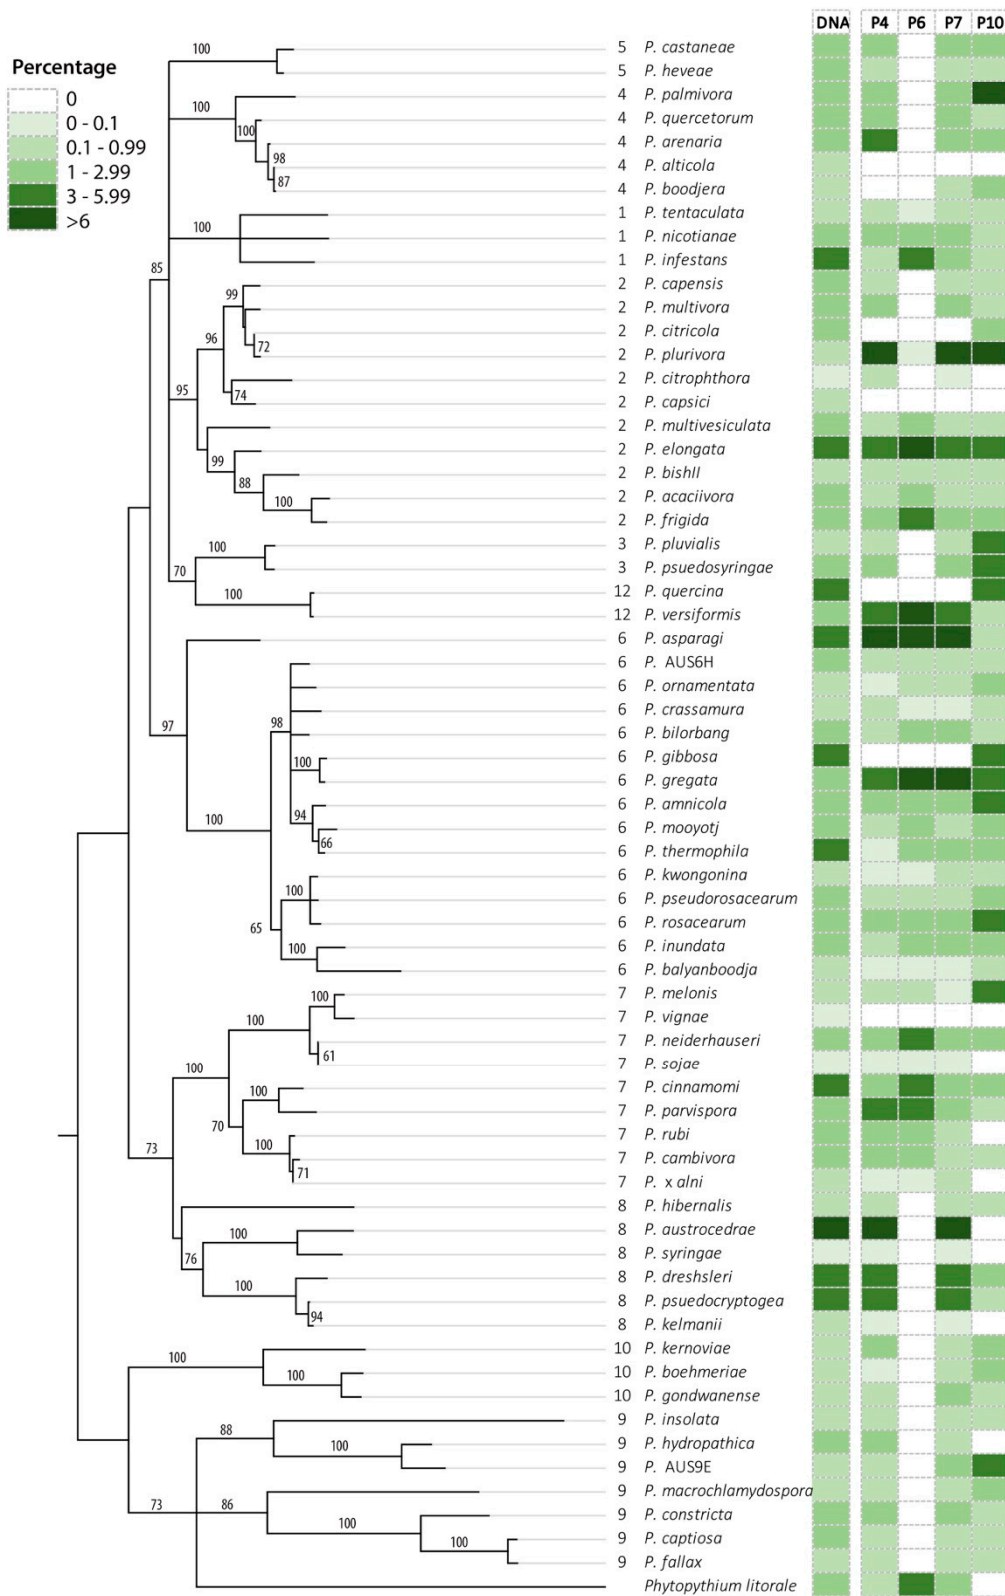 DNA P4 P6 P7 P10
Percentage
0
0 - 0.1
0.1 - 0.99
1 - 2.99
3 - 5.99
>6
100
5 P. castaneae
5 P. heveae
100
4 P. palmivora
100
4 P. quercetorum
4 P. arenaria
98
4 P. alticola
87
4 P. boodjera
1 P. tentaculata
100
1 P. nicotianae
1 P. infestans
85
99
2 P. capensis
2 P. multivora
96
2 P. citricola
72
2 P. plurivora
95
2 P. citrophthora
74
2 P. capsici
2 P. multivesiculata
99
2 P. elongata
88
2 P. bishII
100
2 P. acaciivora
2 P. frigida
100
3 P. pluvialis
70
3 P. psuedosyringae
100
12 P. quercina
12 P. versiformis
6 P. asparagi
6 P. AUS6H
6 P. ornamentata
98
6 P. crassamura
97
6 P. bilorbang
100
6 P. gibbosa
6 P. gregata
94
6 P. amnicola
100
6 P. mooyotj
66
6 P. thermophila
100
6 P. kwongonina
6 P. pseudorosacearum
65
6 P. rosacearum
100
6 P. inundata
6 P. balyanboodja
100
7 P. melonis
100
7 P. vignae
7 P. neiderhauseri
61
7 P. sojae
100
100
7 P. cinnamomi
70
7 P. parvispora
100
7 P. rubi
73
7 P. cambivora
71
7 P. x alni
8 P. hibernalis
100
8 P. austrocedrae
76
8 P. syringae
100
8 P. dreshsleri
94
8 P. psuedocryptogea
8 P. kelmanii
100
10 P. kernoviae
100
10 P. boehmeriae
10 P. gondwanense
88
9 P. insolata
100
9 P. hydropathica
9 P. AUS9E
73
86
9 P. macrochlamydospora
100
9 P. constricta
100
9 P. captiosa
9 P. fallax
Phytopythium litorale